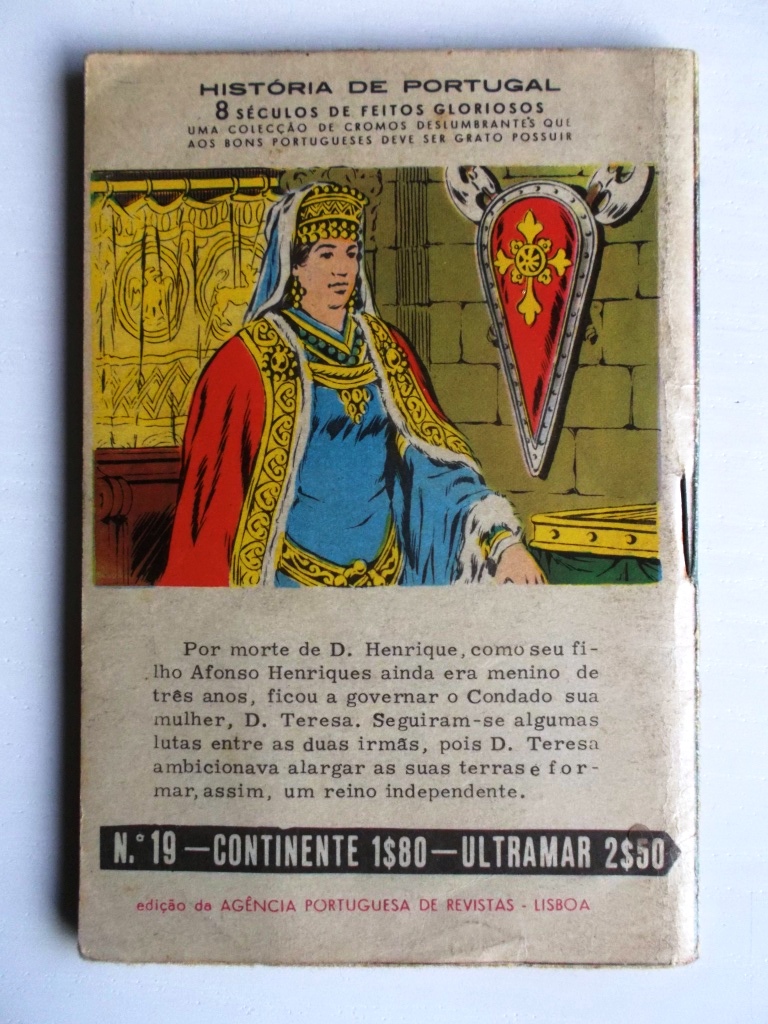 HISTÓRIA DE PORTUGAL
8 SÉCULOS DE FEITOS GLORIOSOS
UMA COLECÇÃO DE CROMOS DESLUMBRANTES QUE
AOS BONS PORTUGUESES DEVE SER GRATO POSSUIR
Por morte de D. Henrique, como seu fi-
lho Afonso Henriques ainda era menino de
três anos, ficou a governar o Condado sua
mulher, D. Teresa. Seguiram-se algumas
lutas entre as duas irmãs, pois D. Teresa
ambicionava alargar as suas terras e for-
mar, assim, um reino independente.
N.º 19 — CONTINENTE 1$80 — ULTRAMAR 2$50
edição da AGÊNCIA PORTUGUESA DE REVISTAS - LISBOA